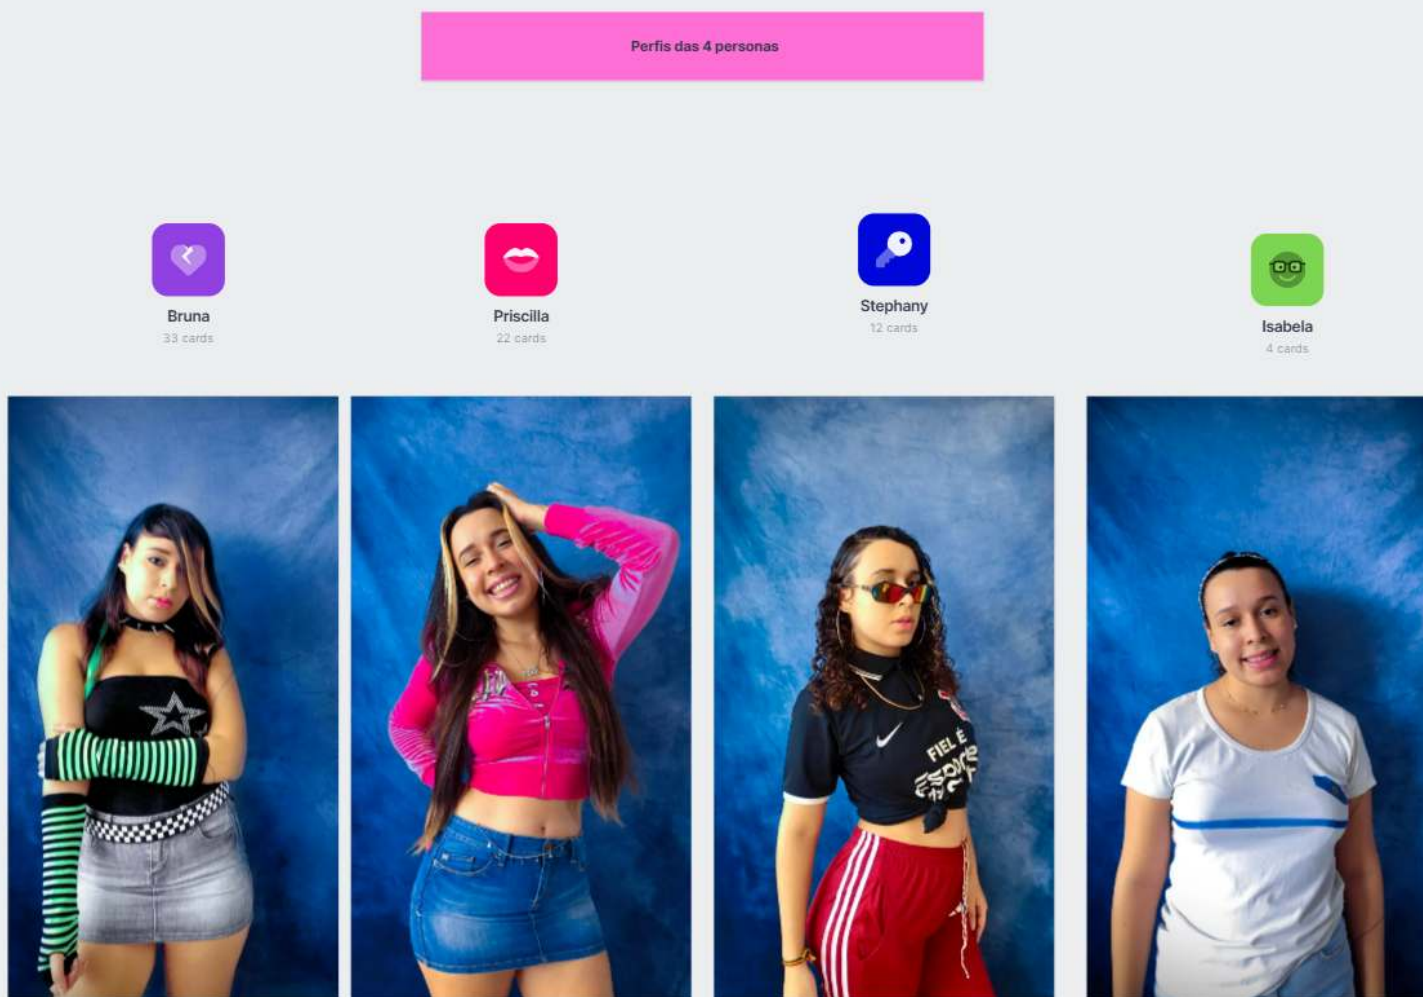 Perfis das 4 personas
Bruna
33 cards
Priscilla
22 cards
Stephany
12 cards
Isabela
4 cards
FIEL É